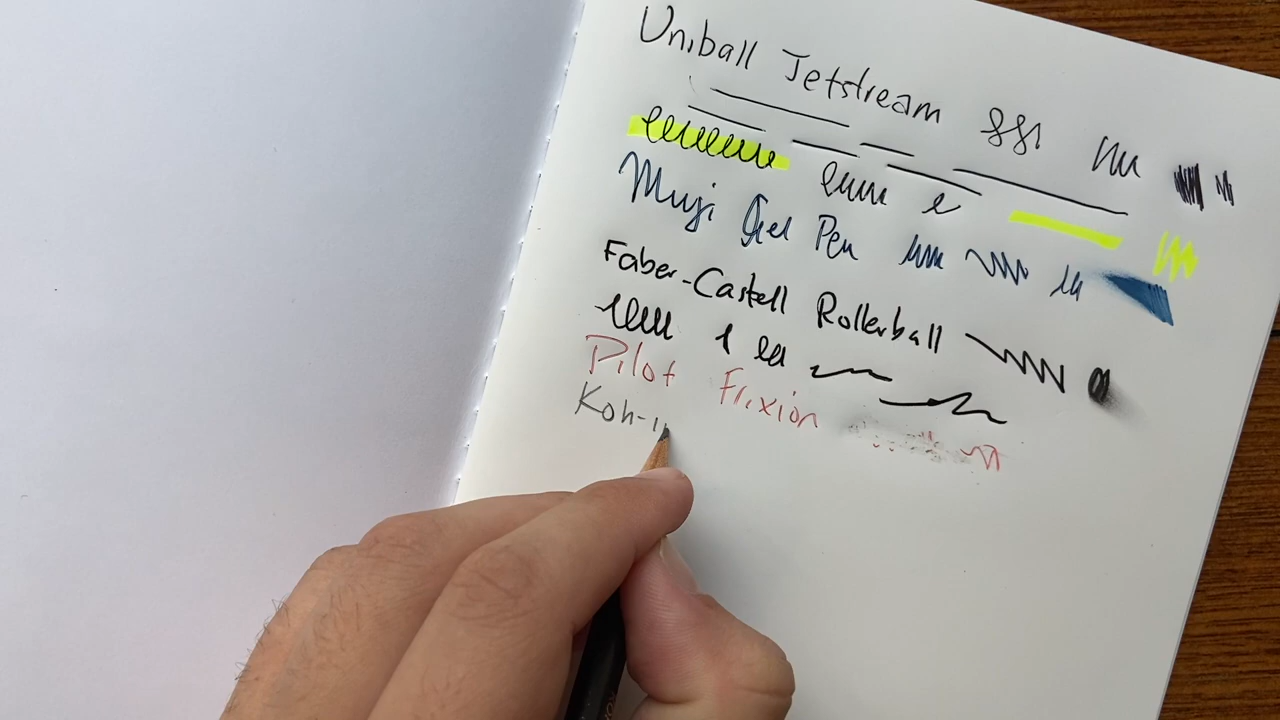 Uniball Jetstream
Muji Gel Pen
Faber-Castell Rollerball
Pilot Frixion
Koh-